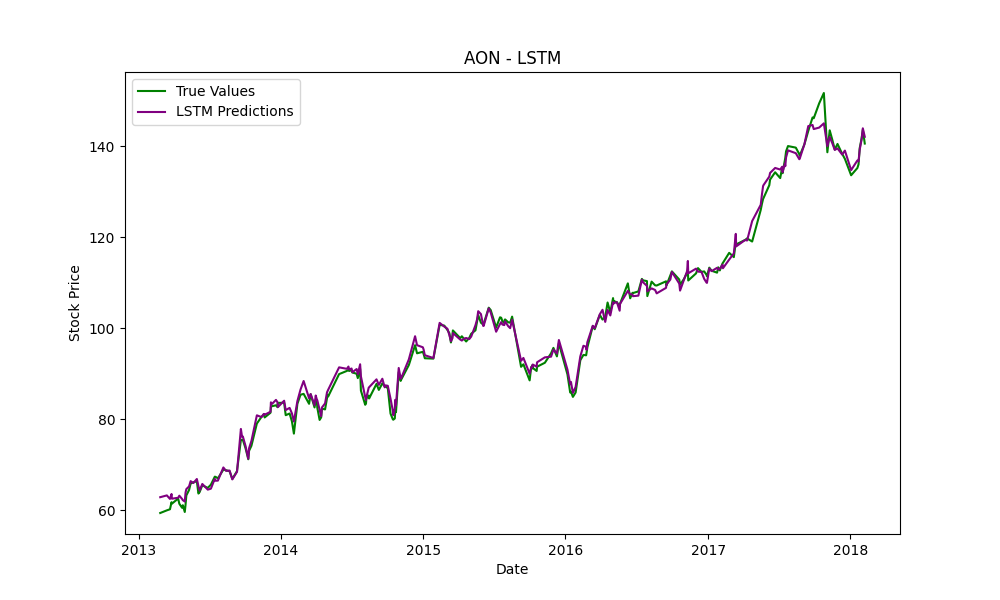 AON - LSTM
True Values
LSTM Predictions
140
120
100
80
60
Stock Price
2013 2014 2015 2016 2017 2018
Date